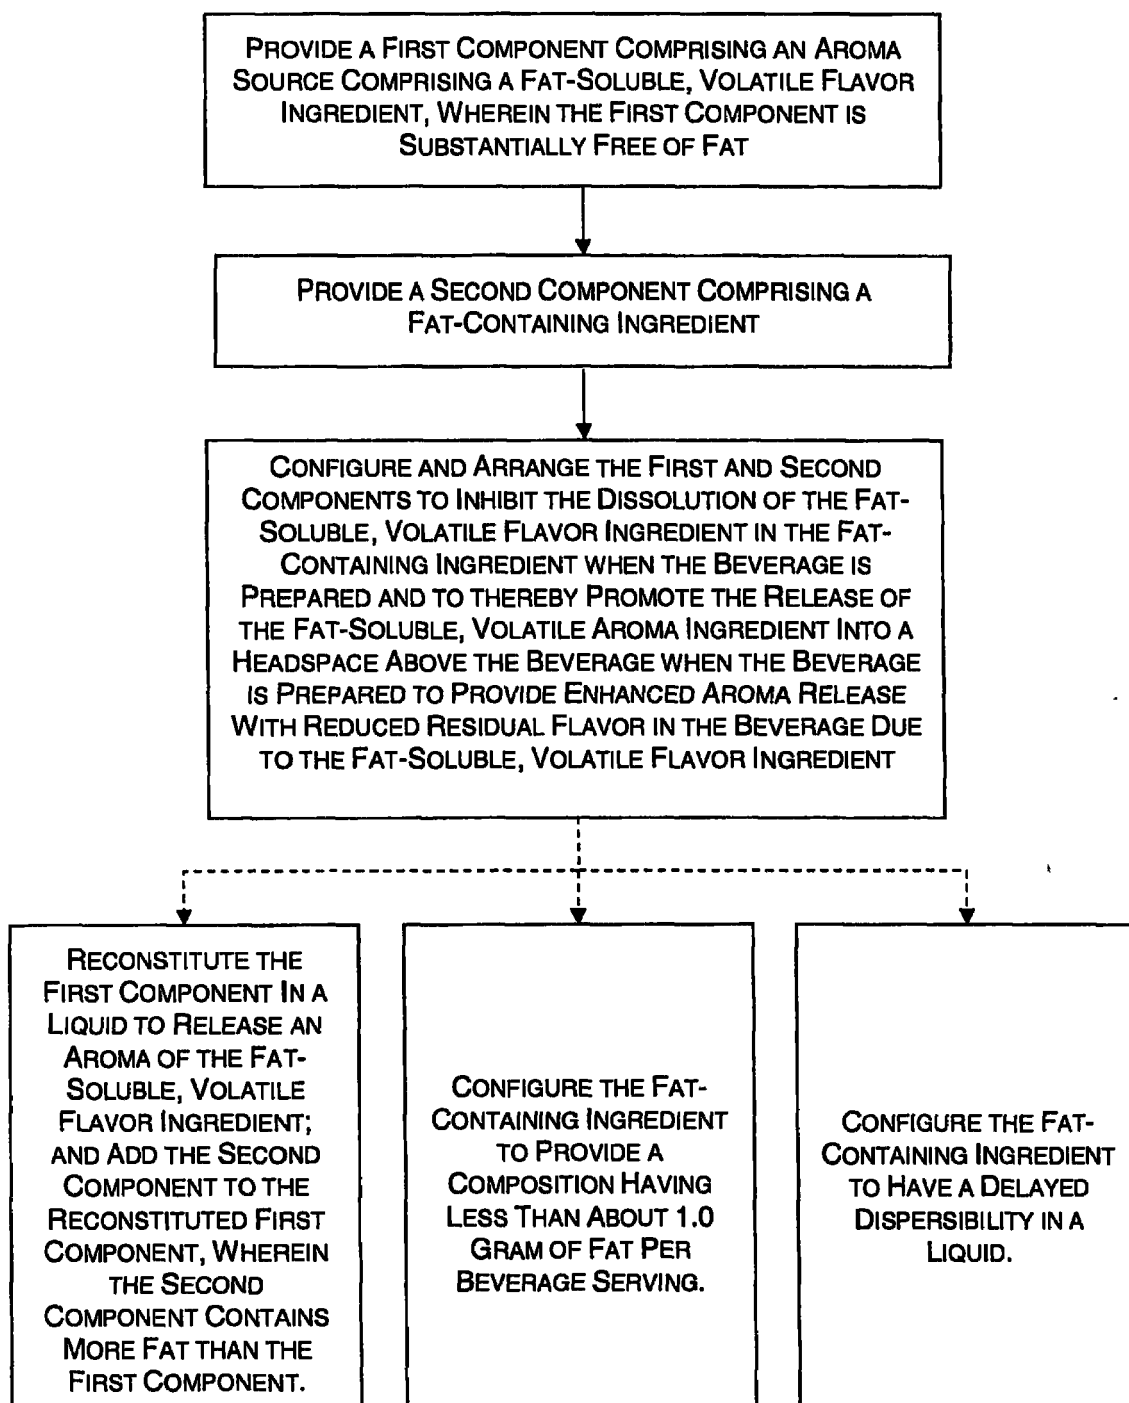 PROVIDE A FIRST COMPONENT COMPRISING AN AROMA
SOURCE COMPRISING A FAT-SOLUBLE, VOLATILE FLAVOR
INGREDIENT, WHEREIN THE FIRST COMPONENT IS
SUBSTANTIALLY FREE OF FAT
PROVIDE A SECOND COMPONENT COMPRISING A
FAT-CONTAINING INGREDIENT
CONFIGURE AND ARRANGE THE FIRST AND SECOND
COMPONENTS TO INHIBIT THE DISSOLUTION OF THE FAT-
SOLUBLE, VOLATILE FLAVOR INGREDIENT IN THE FAT-
CONTAINING INGREDIENT WHEN THE BEVERAGE IS
PREPARED AND TO THEREBY PROMOTE THE RELEASE OF
THE FAT-SOLUBLE, VOLATILE AROMA INGREDIENT INTO A
HEADSPACE ABOVE THE BEVERAGE WHEN THE BEVERAGE
IS PREPARED TO PROVIDE ENHANCED AROMA RELEASE
WITH REDUCED RESIDUAL FLAVOR IN THE BEVERAGE DUE
TO THE FAT-SOLUBLE, VOLATILE FLAVOR INGREDIENT
RECONSTITUTE THE
FIRST COMPONENT IN A
LIQUID TO RELEASE AN
AROMA OF THE FAT-
SOLUBLE, VOLATILE
FLAVOR INGREDIENT;
AND ADD THE SECOND
COMPONENT TO THE
RECONSTITUTED FIRST
COMPONENT, WHEREIN
THE SECOND
COMPONENT CONTAINS
MORE FAT THAN THE
FIRST COMPONENT.
CONFIGURE THE FAT-
CONTAINING INGREDIENT
TO PROVIDE A
COMPOSITION HAVING
LESS THAN ABOUT 1.0
GRAM OF FAT PER
BEVERAGE SERVING.
CONFIGURE THE FAT-
CONTAINING INGREDIENT
TO HAVE A DELAYED
DISPERSIBILITY IN A
LIQUID.